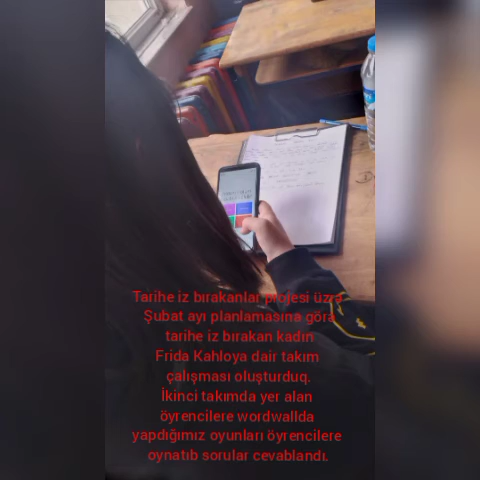 Tarihe iz bırakanlar projesi üzrə
Şubat ayı planlamasına görə
tarihe iz bırakan kadın
Frida Kahloya dair takım
çalışması oluşturduq.
İkinci takımda yer alan
öyrencilere wordwallda
yapdığımız oyunları öyrencilere
oynatıb sorular cevablandı.